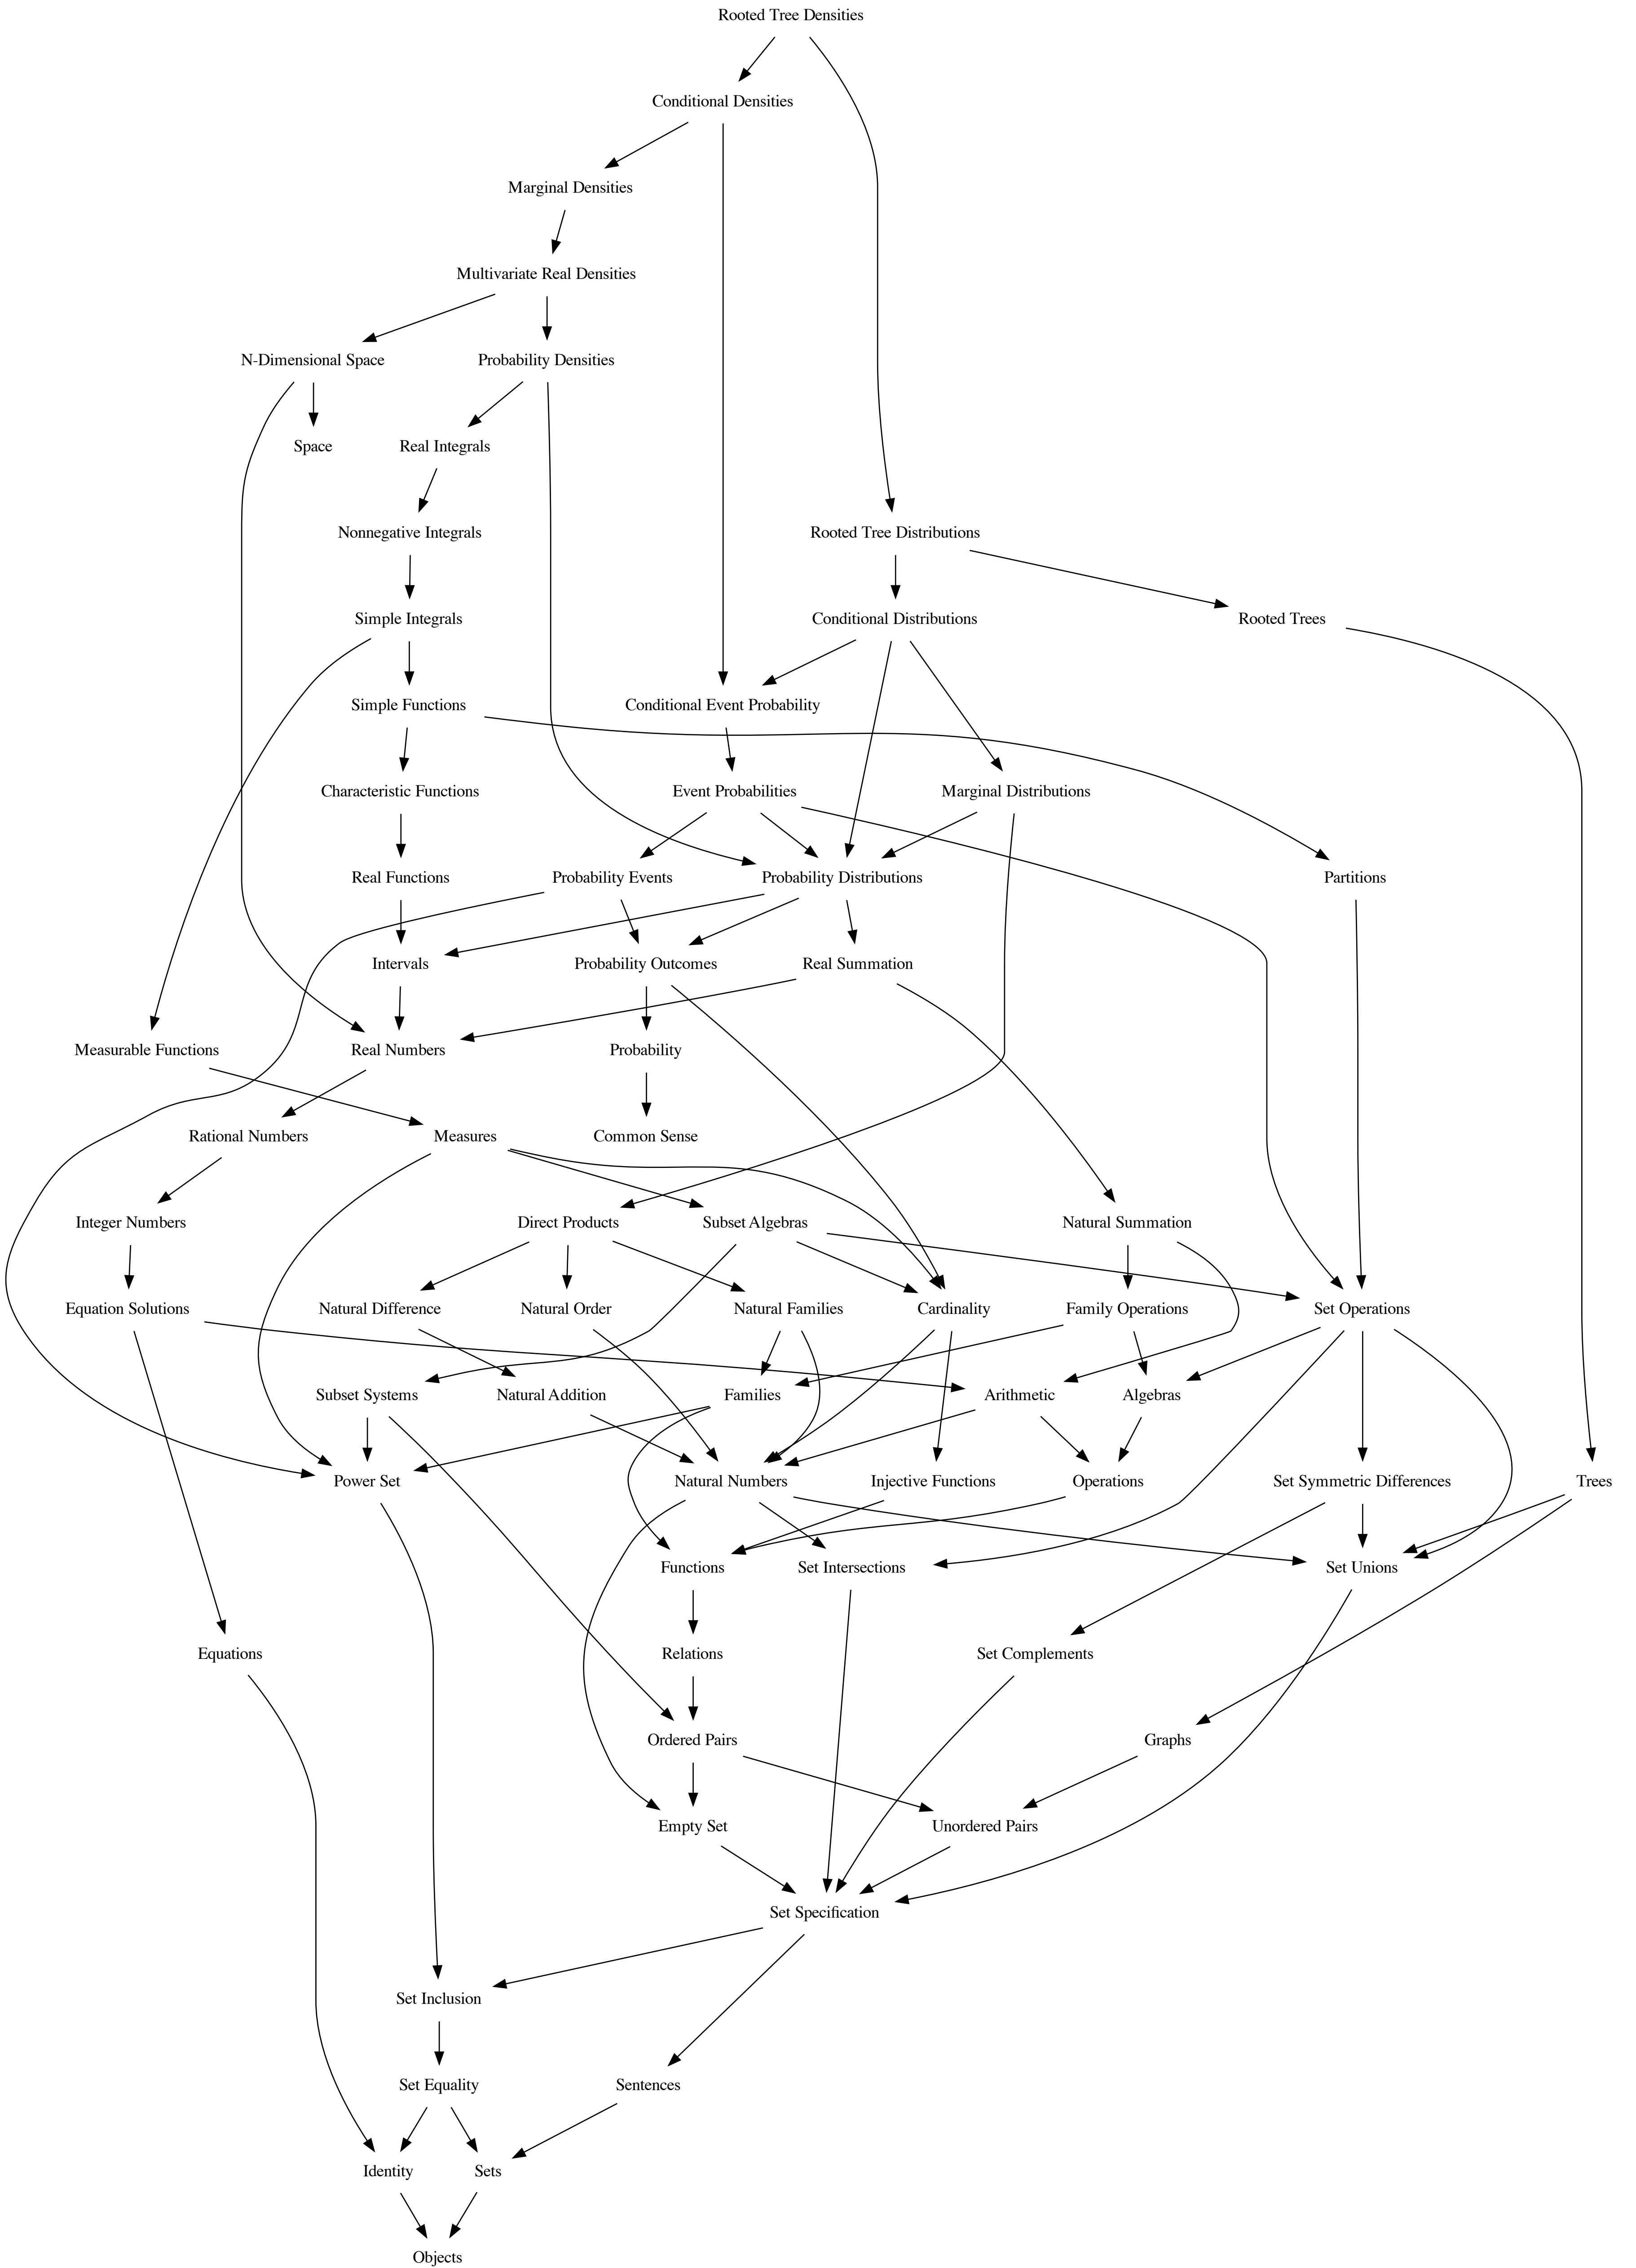 Rooted Tree Densities
Conditional Densities
Marginal Densities
Multivariate Real Densities
N-Dimensional Space
Probability Densities
Space
Real Integrals
Nonnegative Integrals
Rooted Tree Distributions
Simple Integrals
Conditional Distributions
Rooted Trees
Simple Functions
Conditional Event Probability
Characteristic Functions
Event Probabilities
Marginal Distributions
Real Functions
Probability Events
Probability Distributions
Partitions
Intervals
Probability Outcomes
Real Summation
Measurable Functions
Real Numbers
Probability
Rational Numbers
Measures
Common Sense
Integer Numbers
Direct Products
Subset Algebras
Natural Summation
Equation Solutions
Natural Difference
Natural Order
Natural Families
Cardinality
Family Operations
Set Operations
Subset Systems
Natural Addition
Families
Arithmetic
Algebras
Power Set
Natural Numbers
Injective Functions
Operations
Set Symmetric Differences
Trees
Functions
Set Intersections
Set Unions
Equations
Relations
Set Complements
Ordered Pairs
Graphs
Empty Set
Unordered Pairs
Set Specification
Set Inclusion
Set Equality
Sentences
Identity
Sets
Objects